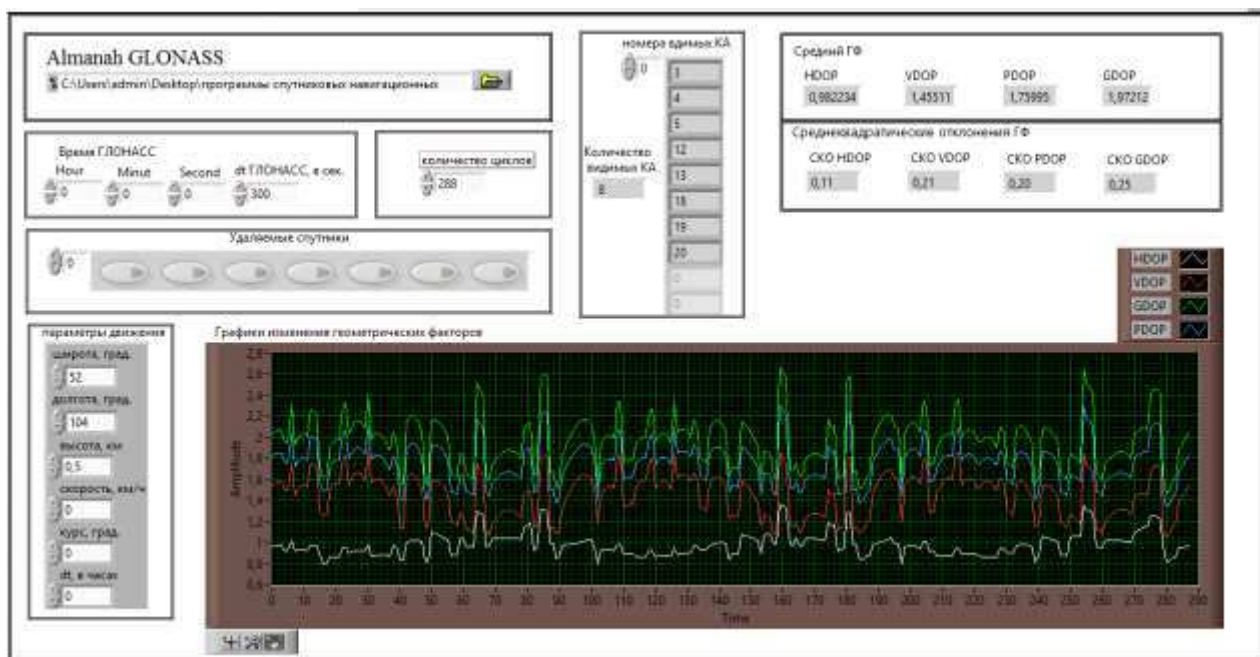 Almanah GLONASS
C:\Users\admin\Desktop\программы спутниковых навигационных
Время ГЛОНАСС
Hour Minut Second dt ГЛОНАСС, в сек.
0 0 0 300
количество циклов
288
Удаляемые спутники
0
номера вдимых КА
0
1
4
5
12
13
18
19
20
0
0
Количество
видимых КА
8
Средний ГФ
HDOP VDOP PDOP GDOP
0,982234 1,45511 1,75995 1,97212
Среднеквадратические отклонения ГФ
СКО HDOP СКО VDOP СКО PDOP СКО GDOP
0,11 0,21 0,20 0,25
HDOP
VDOP
GDOP
PDOP
параметры движения
широта, град.
52
долгота, град.
104
высота, км
0,5
скорость, км/ч
0
курс, град.
0
dt, в часах
0
Графики изменения геометрических факторов
Amplitude
2,8
2,6
2,4
2,2
2
1,8
1,6
1,4
1,2
1
0,8
0,6
0 10 20 30 40 50 60 70 80 90 100 110 120 130 140 150 160 170 180 190 200 210 220 230 240 250 260 270 280 290
Time